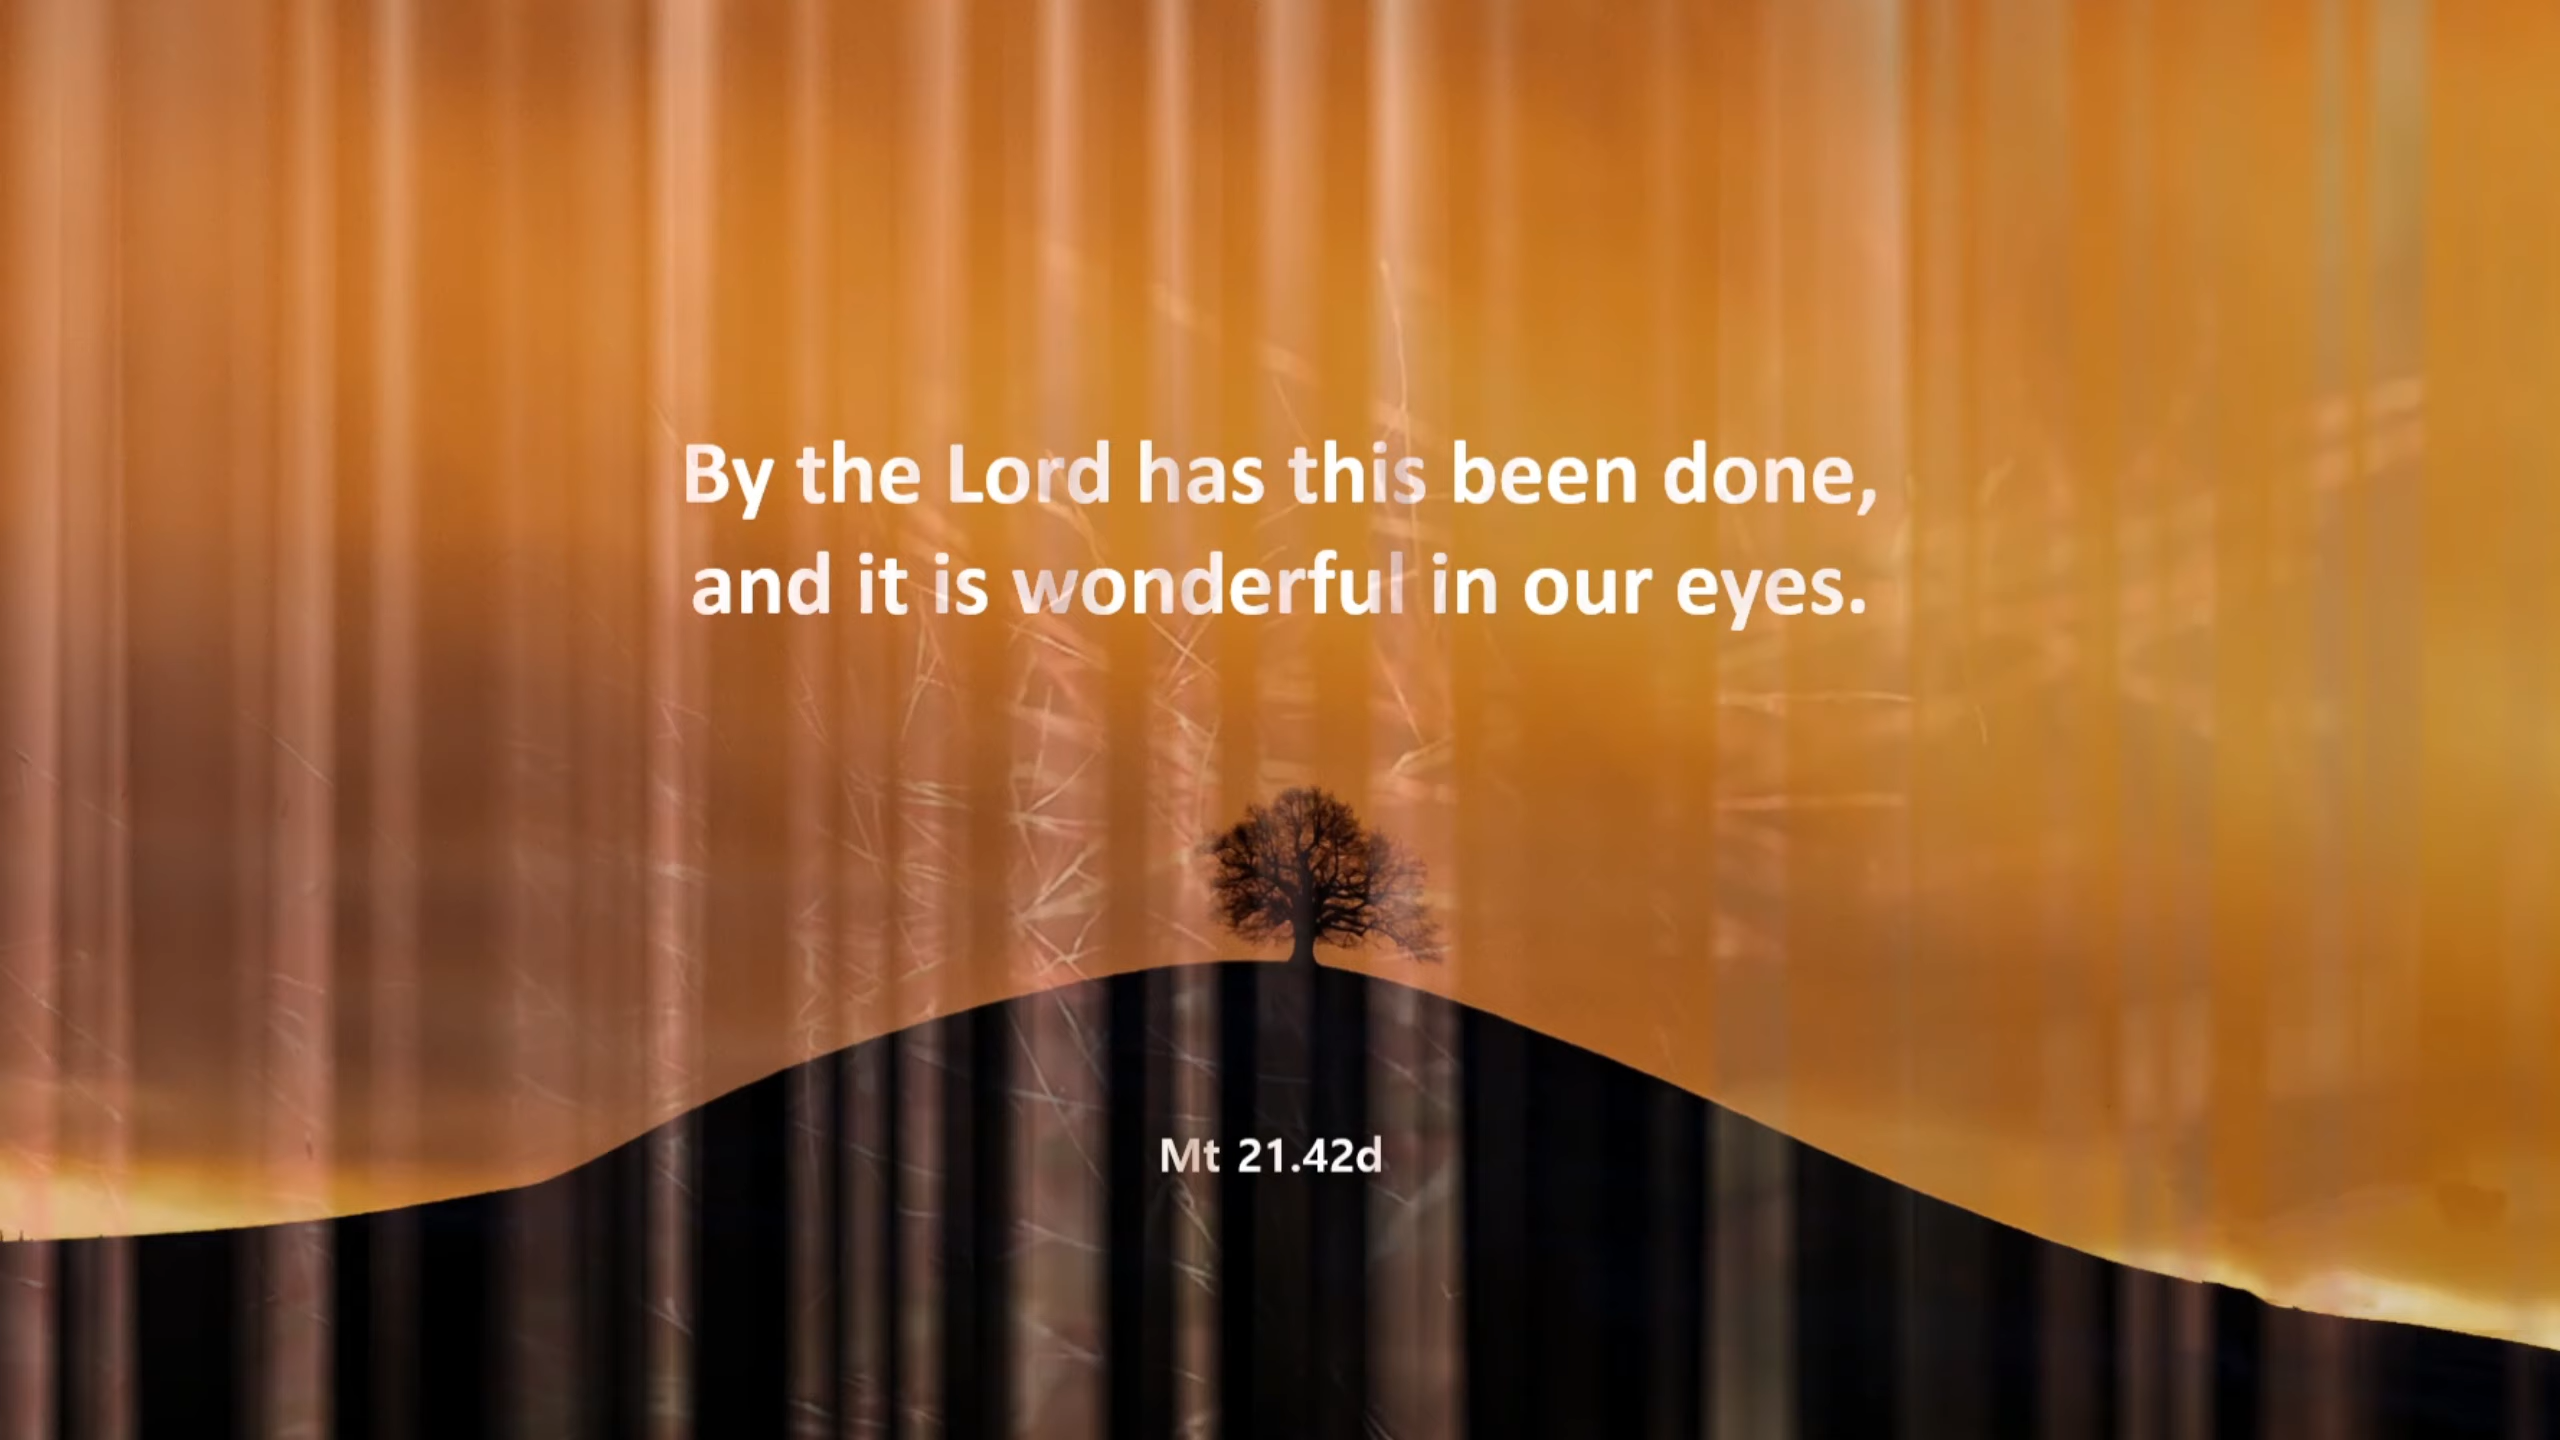 By the Lord has this been done,
and it is wonderful in our eyes.
Mt 21.42d